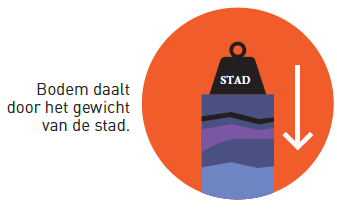 Bodem daalt
door het gewicht
van de stad.
STAD